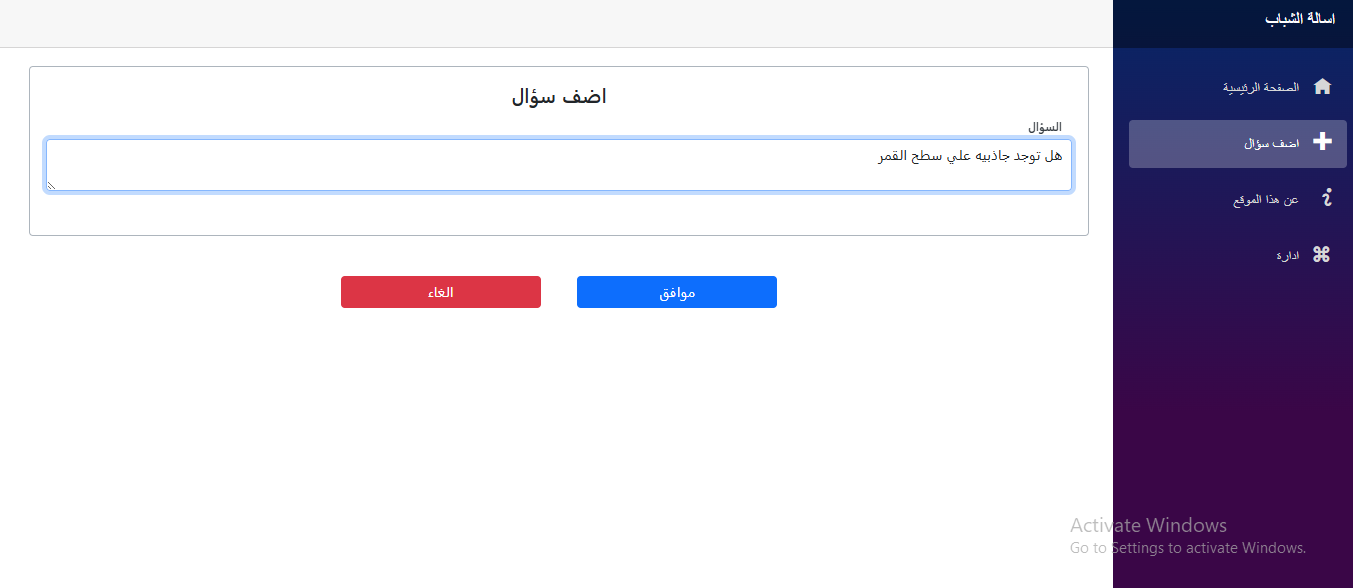 اسالة الشباب
الصفحة الرئيسية
اضف سؤال
عن هذا الموقع
ادارة
اضف سؤال
السؤال
هل توجد جاذبيه علي سطح القمر
موافق
الغاء
Activate Windows
Go to Settings to activate Windows.